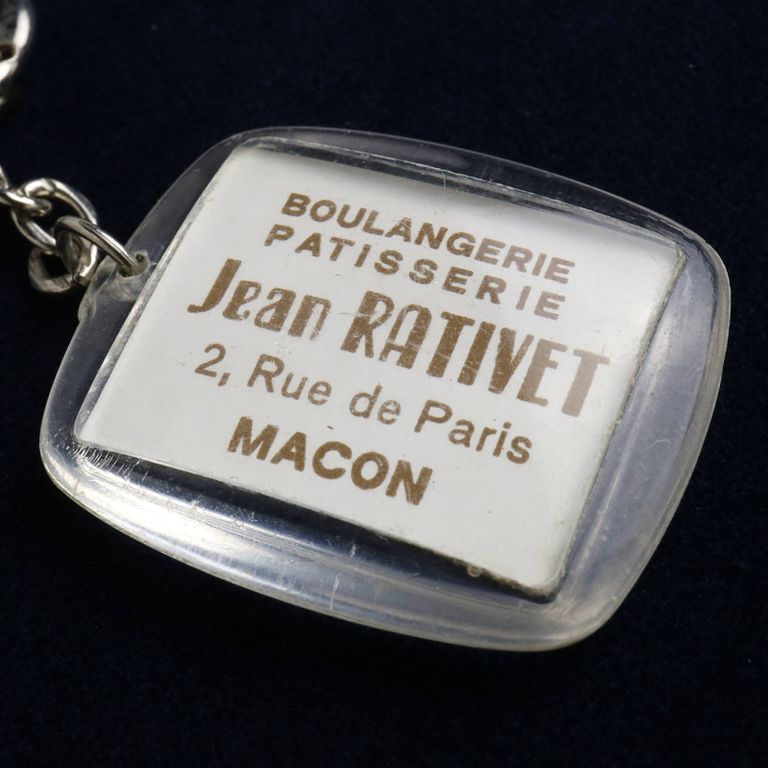 BOULANGERIE
PATISSERIE
Jean RATIVET
2, Rue de Paris
MACON